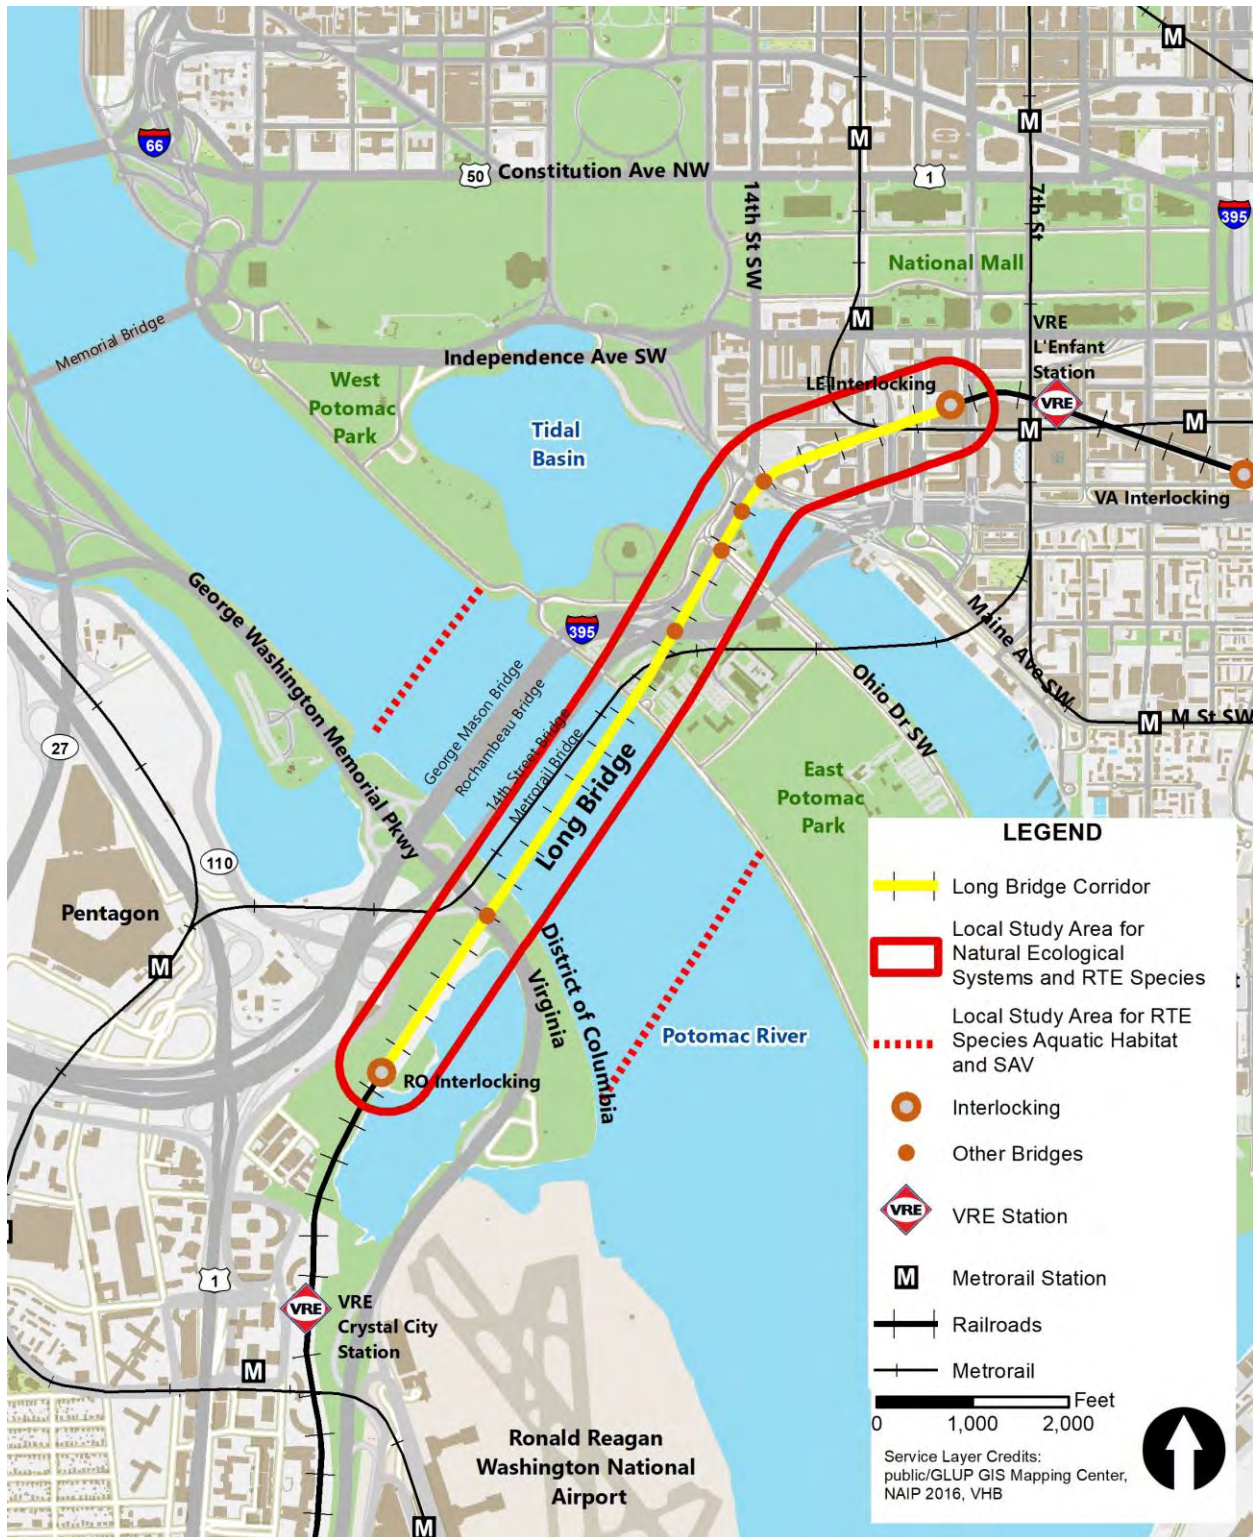 M
66
M
M
50
Constitution Ave NW
1
14th St SW
7th St
395
National Mall
Memorial Bridge
M
VRE
L'Enfant
Station
Independence Ave SW
West
Potomac
Park
LE Interlocking
VRE
Tidal
Basin
M
M
VA Interlocking
George Washington Memorial Pkwy
395
Maine Ave SW
George Mason Bridge
Rochambeau Bridge
14th Street Bridge
Metrorail Bridge
Long Bridge
Ohio Dr SW
M
M St SW
27
East
Potomac
Park
110
Pentagon
M
District of Columbia
Virginia
Potomac River
RO Interlocking
1
VRE
VRE
Crystal City
Station
M
Ronald Reagan
Washington National
Airport
M
LEGEND
Long Bridge Corridor
Local Study Area for
Natural Ecological
Systems and RTE Species
Local Study Area for RTE
Species Aquatic Habitat
and SAV
Interlocking
Other Bridges
VRE
VRE Station
M
Metrorail Station
Railroads
Metrorail
Feet
0 1,000 2,000
Service Layer Credits:
public/GLUP GIS Mapping Center,
NAIP 2016, VHB